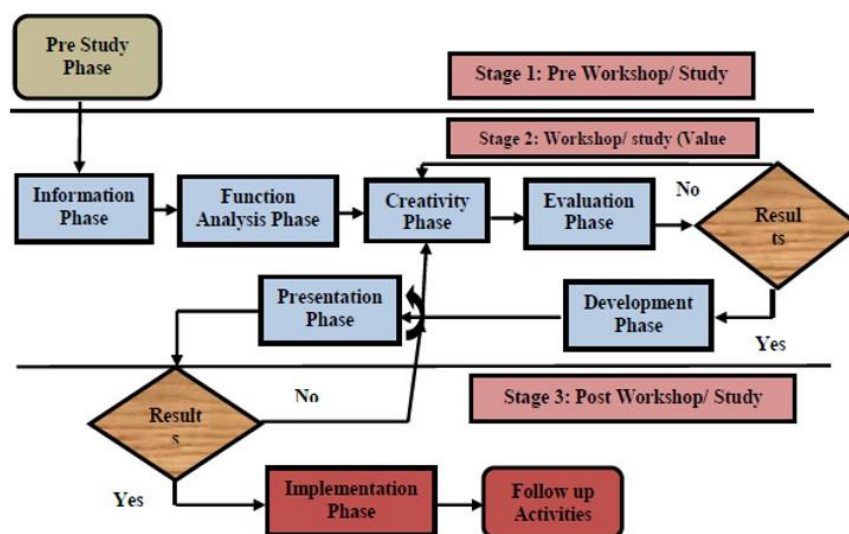 Pre Study
Phase
Stage 1: Pre Workshop/ Study
Stage 2: Workshop/ study (Value
Information
Phase
Function
Analysis Phase
Creativity
Phase
Evaluation
Phase
No
Resul
ts
Presentation
Phase
Development
Phase
Yes
Stage 3: Post Workshop/ Study
Result
s
No
Yes
Implementation
Phase
Follow up
Activities